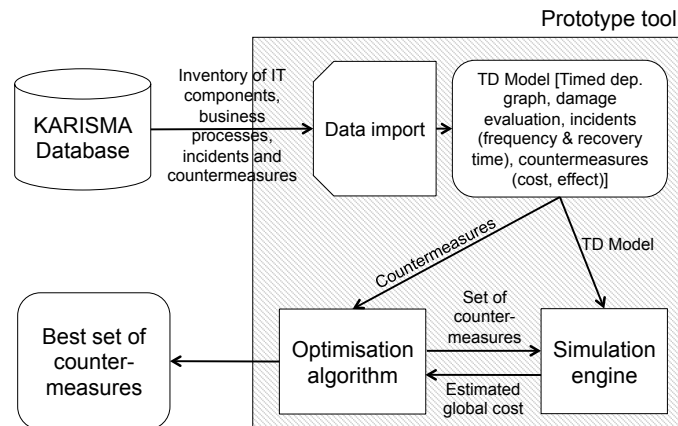 Prototype tool
KARISMA
Database
Inventory of IT
components,
business
processes,
incidents and
countermeasures
Data import
TD Model [Timed dep.
graph, damage
evaluation, incidents
(frequency & recovery
time), countermeasures
(cost, effect)]
Countermeasures
TD Model
Best set of
counter-
measures
Optimisation
algorithm
Set of
counter-
measures
Estimated
global cost
Simulation
engine